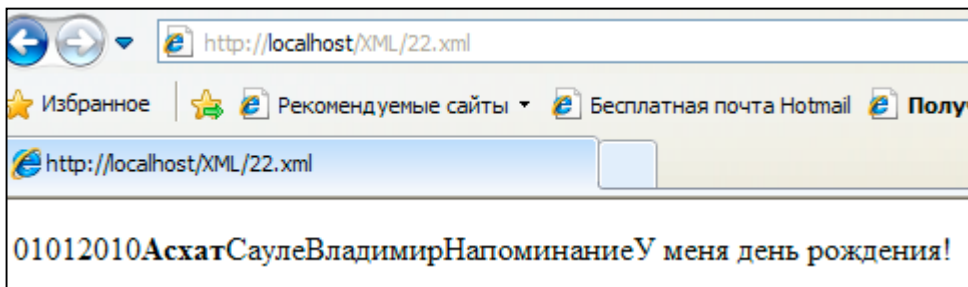 http://localhost/XML/22.xml
Избранное Рекомендуемые сайты Бесплатная почта Hotmail Полу
http://localhost/XML/22.xml
01012010АсхатСаулеВладимирНапоминаниеУ меня день рождения!